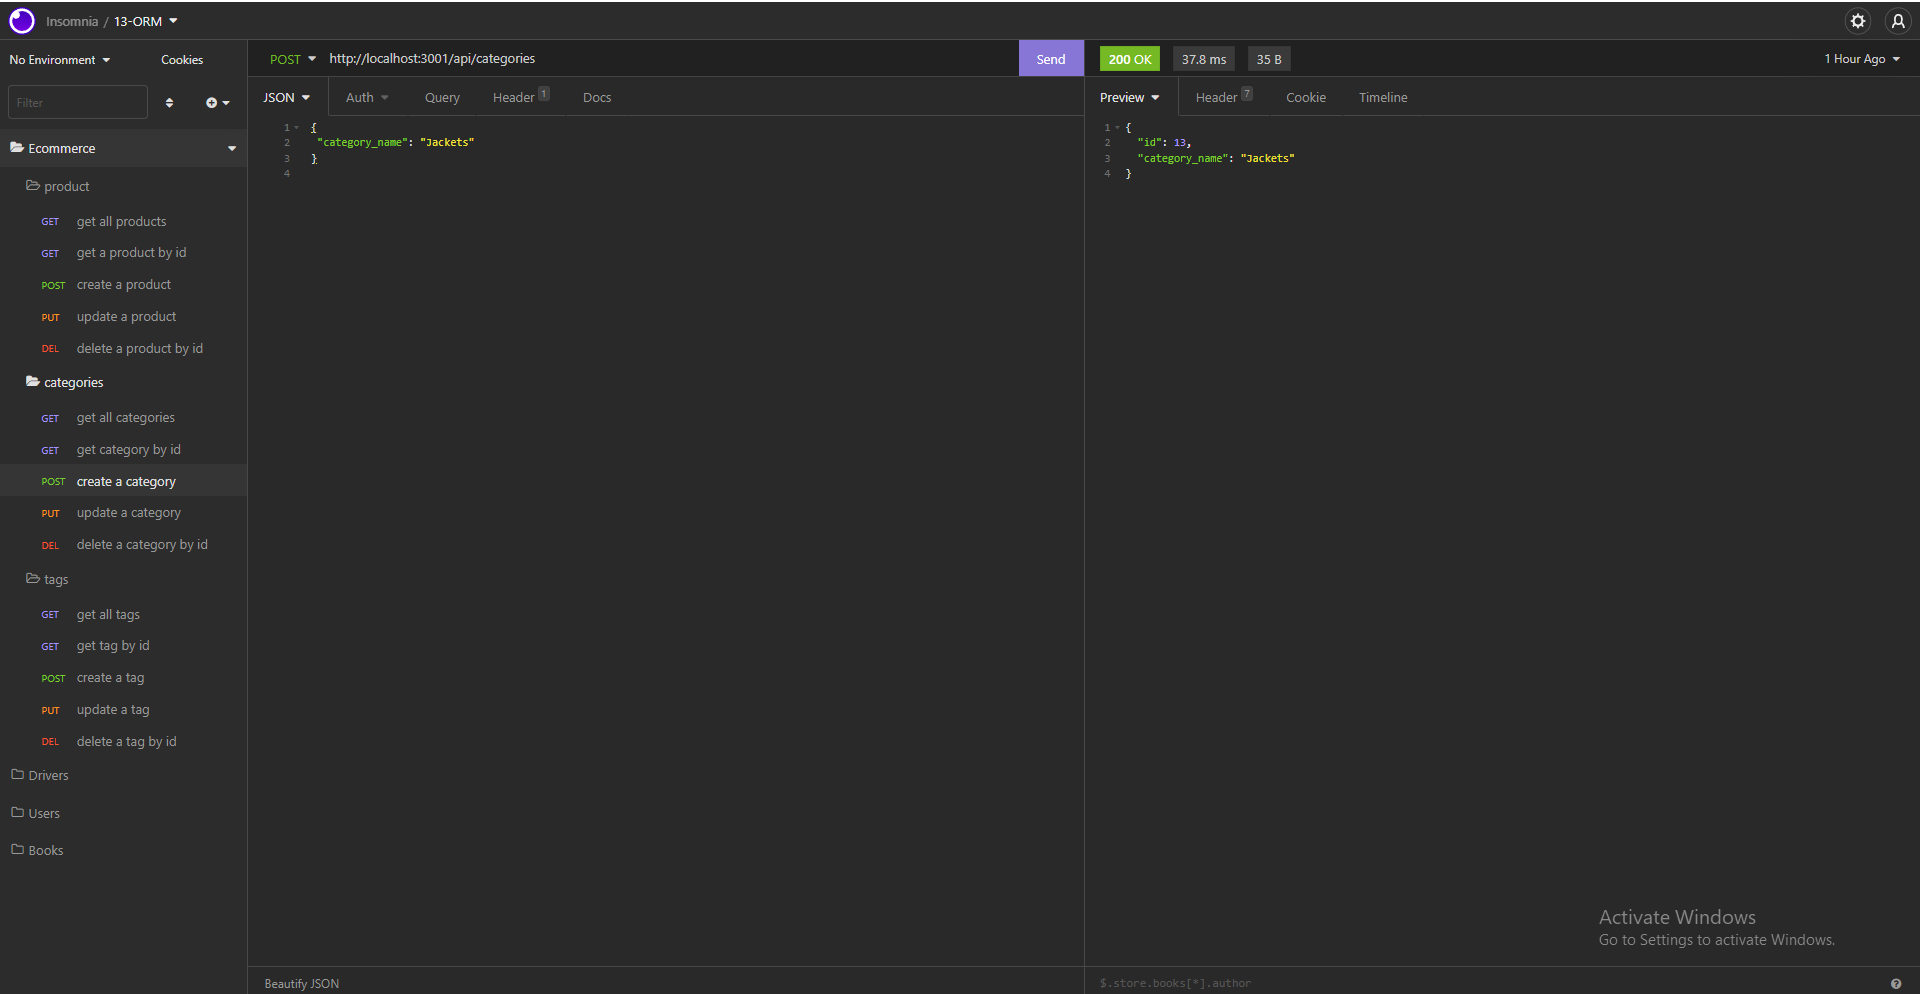 Insomnia / 13-ORM
No Environment
Cookies
POST
http://localhost:3001/api/categories
Send
200 OK
37.8 ms
35 B
1 Hour Ago
Filter
JSON
Auth
Query
Header 1
Docs
Preview
Header 7
Cookie
Timeline
Ecommerce
product
GET get all products
GET get a product by id
POST create a product
PUT update a product
DEL delete a product by id
categories
GET get all categories
GET get category by id
POST create a category
PUT update a category
DEL delete a category by id
tags
GET get all tags
GET get tag by id
POST create a tag
PUT update a tag
DEL delete a tag by id
Drivers
Users
Books
1 {
2 "category_name": "Jackets"
3 }
4
1 {
2 "id": 13,
3 "category_name": "Jackets"
4 }
Activate Windows
Go to Settings to activate Windows.
Beautify JSON
$.store.books[*].author